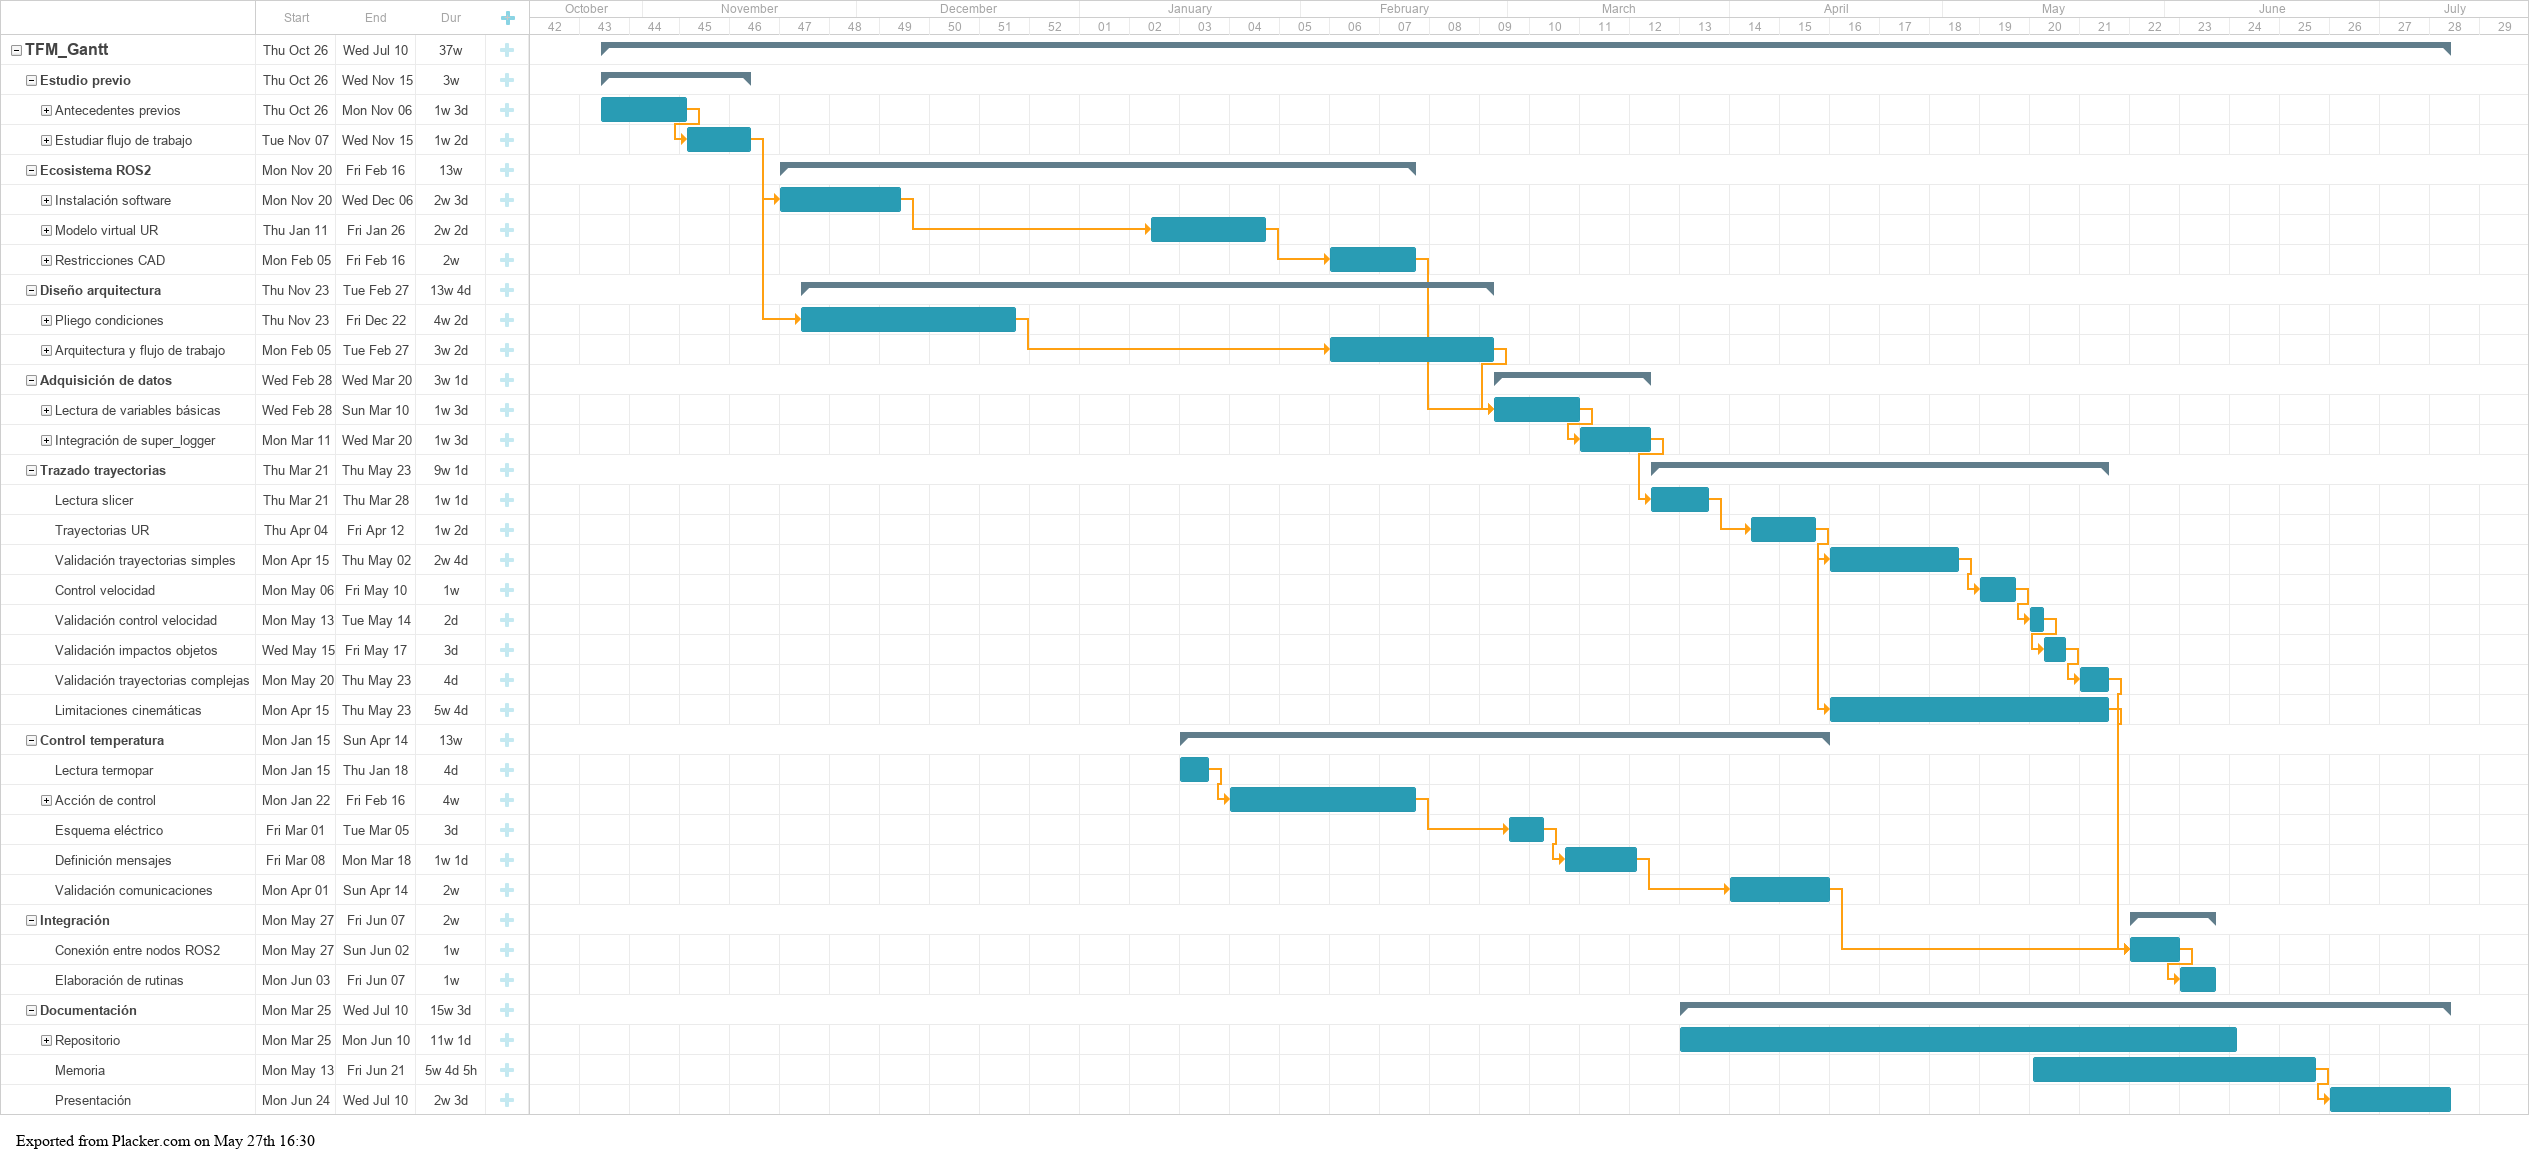 October November December January February March April May June July
Start End Dur 42 43 44 45 46 47 48 49 50 51 52 01 02 03 04 05 06 07 08 09 10 11 12 13 14 15 16 17 18 19 20 21 22 23 24 25 26 27 28 29
TFM_Gantt Thu Oct 26 Wed Jul 10 37w
Estudio previo Thu Oct 26 Wed Nov 15 3w
Antecedentes previos Thu Oct 26 Mon Nov 06 1w 3d
Estudiar flujo de trabajo Tue Nov 07 Wed Nov 15 1w 2d
Ecosistema ROS2 Mon Nov 20 Fri Feb 16 13w
Instalación software Mon Nov 20 Wed Dec 06 2w 3d
Modelo virtual UR Thu Jan 11 Fri Jan 26 2w 2d
Restricciones CAD Mon Feb 05 Fri Feb 16 2w
Diseño arquitectura Thu Nov 23 Tue Feb 27 13w 4d
Pliego condiciones Thu Nov 23 Fri Dec 22 4w 2d
Arquitectura y flujo de trabajo Mon Feb 05 Tue Feb 27 3w 2d
Adquisición de datos Wed Feb 28 Wed Mar 20 3w 1d
Lectura de variables básicas Wed Feb 28 Sun Mar 10 1w 3d
Integración de super_logger Mon Mar 11 Wed Mar 20 1w 3d
Trazado trayectorias Thu Mar 21 Thu May 23 9w 1d
Lectura slicer Thu Mar 21 Thu Mar 28 1w 1d
Trayectorias UR Thu Apr 04 Fri Apr 12 1w 2d
Validación trayectorias simples Mon Apr 15 Thu May 02 2w 4d
Control velocidad Mon May 06 Fri May 10 1w
Validación control velocidad Mon May 13 Tue May 14 2d
Validación impactos objetos Wed May 15 Fri May 17 3d
Validación trayectorias complejas Mon May 20 Thu May 23 4d
Limitaciones cinemáticas Mon Apr 15 Thu May 23 5w 4d
Control temperatura Mon Jan 15 Sun Apr 14 13w
Lectura termopar Mon Jan 15 Thu Jan 18 4d
Acción de control Mon Jan 22 Fri Feb 16 4w
Esquema eléctrico Fri Mar 01 Tue Mar 05 3d
Definición mensajes Fri Mar 08 Mon Mar 18 1w 1d
Validación comunicaciones Mon Apr 01 Sun Apr 14 2w
Integración Mon May 27 Fri Jun 07 2w
Conexión entre nodos ROS2 Mon May 27 Sun Jun 02 1w
Elaboración de rutinas Mon Jun 03 Fri Jun 07 1w
Documentación Mon Mar 25 Wed Jul 10 15w 3d
Repositorio Mon Mar 25 Mon Jun 10 11w 1d
Memoria Mon May 13 Fri Jun 21 5w 4d 5h
Presentación Mon Jun 24 Wed Jul 10 2w 3d
Exported from Placker.com on May 27th 16:30